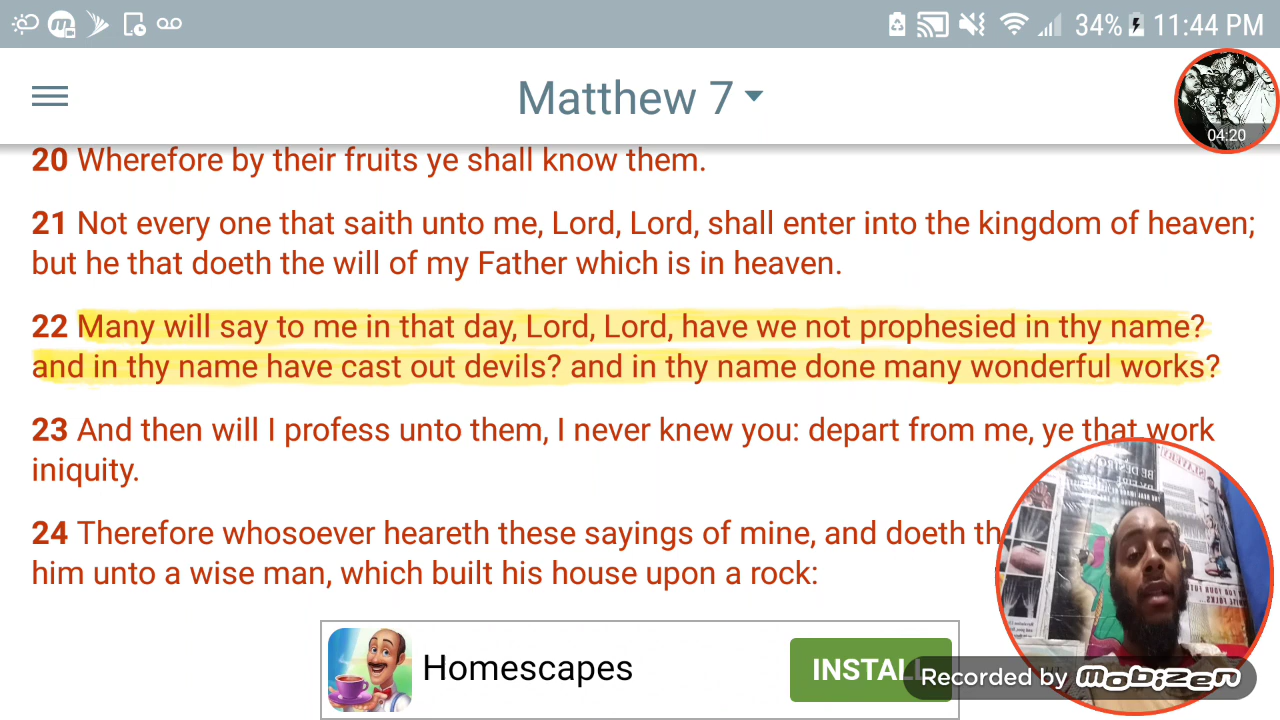 34% 11:44 PM
Matthew 7
04:20
20 Wherefore by their fruits ye shall know them.
21 Not every one that saith unto me, Lord, Lord, shall enter into the kingdom of heaven;
but he that doeth the will of my Father which is in heaven.
22 Many will say to me in that day, Lord, Lord, have we not prophesied in thy name?
and in thy name have cast out devils? and in thy name done many wonderful works?
23 And then will I profess unto them, I never knew you: depart from me, ye that work
iniquity.
24 Therefore whosoever heareth these sayings of mine, and doeth
him unto a wise man, which built his house upon a rock:
BE DESTROY
SLAVERY
Homescapes
INSTALL
Recorded by mobizen